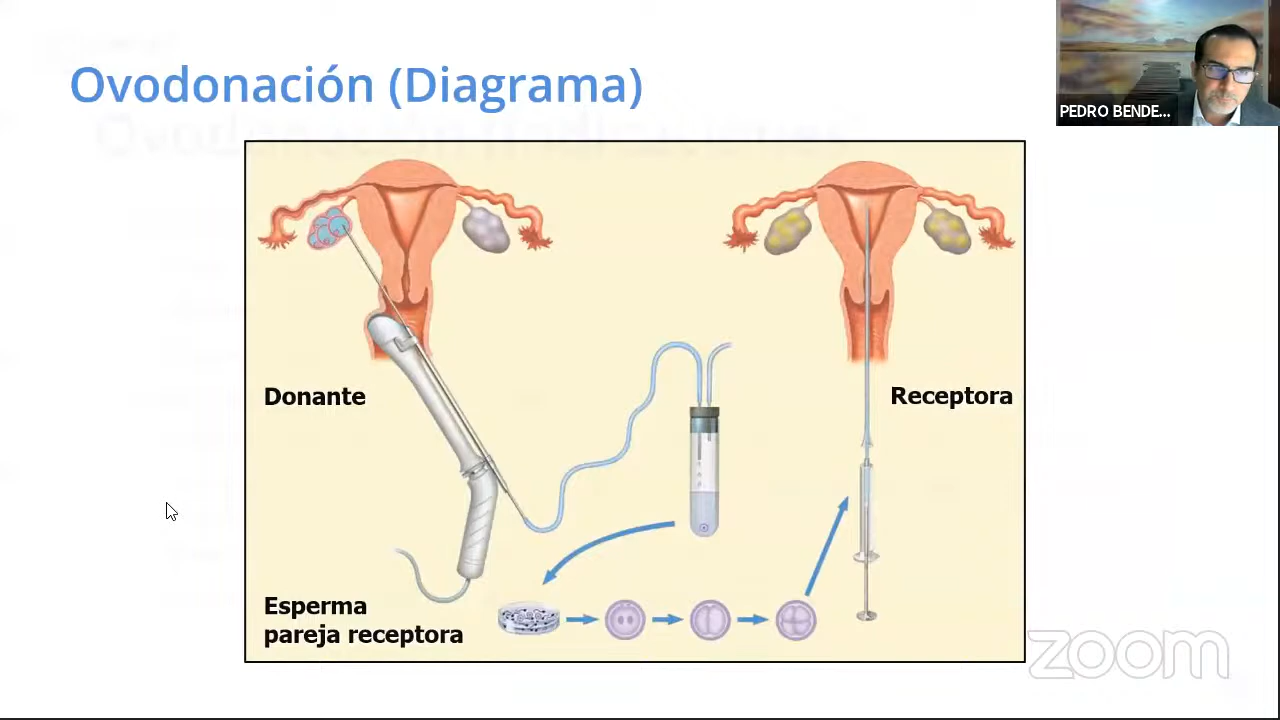 Ovodonación (Diagrama)
PEDRO BENDE...
Donante
Receptora
Esperma
pareja receptora
zoom